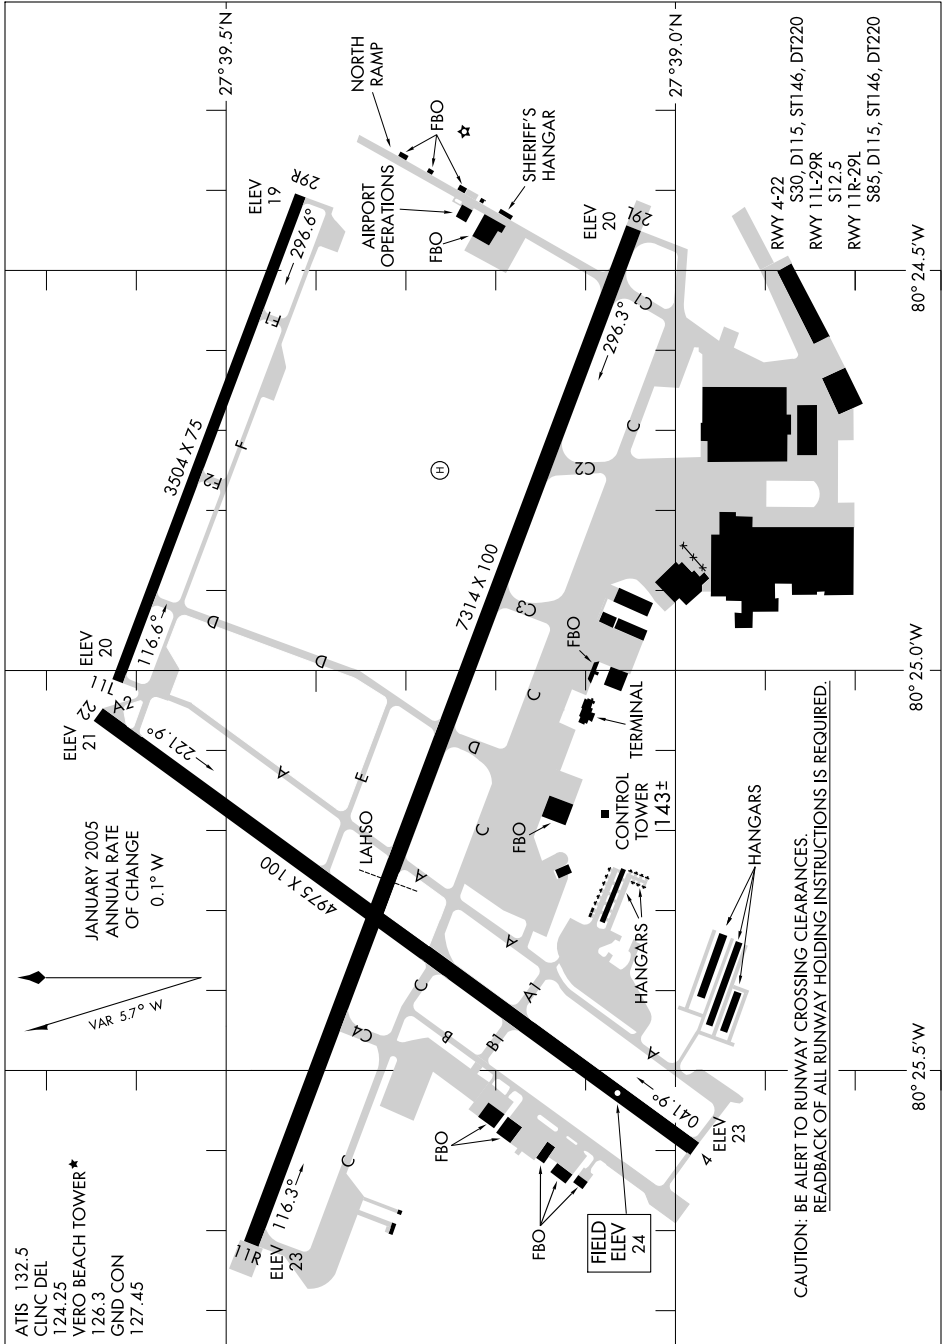 ATIS 132.5
CLNC DEL
124.25
VERO BEACH TOWER★
126.3
GND CON
127.45
JANUARY 2005
ANNUAL RATE
OF CHANGE
0.1° W
VAR 5.7° W
27°39.5'N
27°39.0'N
NORTH
RAMP
FBO
SHERIFF'S
HANGAR
AIRPORT
OPERATIONS
FBO
ELEV
19
29R
296.6°
F1
3504 X 75
F
F2
116.6°
D
ELEV
20
11L
A2
22
ELEV
21
221.9°
A
D
E
LAHSO
4975 X 100
A
H
ELEV
20
29L
C1
296.3°
C
C2
7314 X 100
C3
C
D
C
FBO
TERMINAL
FBO
CONTROL
TOWER
143±
HANGARS
HANGARS
A
A1
C
B
B1
C4
A
C
116.3°
11R
ELEV
23
FBO
FBO
FIELD
ELEV
24
041.9°
4
ELEV
23
RWY 4-22
S30, D115, ST146, DT220
RWY 11L-29R
S12.5
RWY 11R-29L
S85, D115, ST146, DT220
80° 24.5'W
80° 25.0'W
80° 25.5'W
CAUTION: BE ALERT TO RUNWAY CROSSING CLEARANCES.
READBACK OF ALL RUNWAY HOLDING INSTRUCTIONS IS REQUIRED.